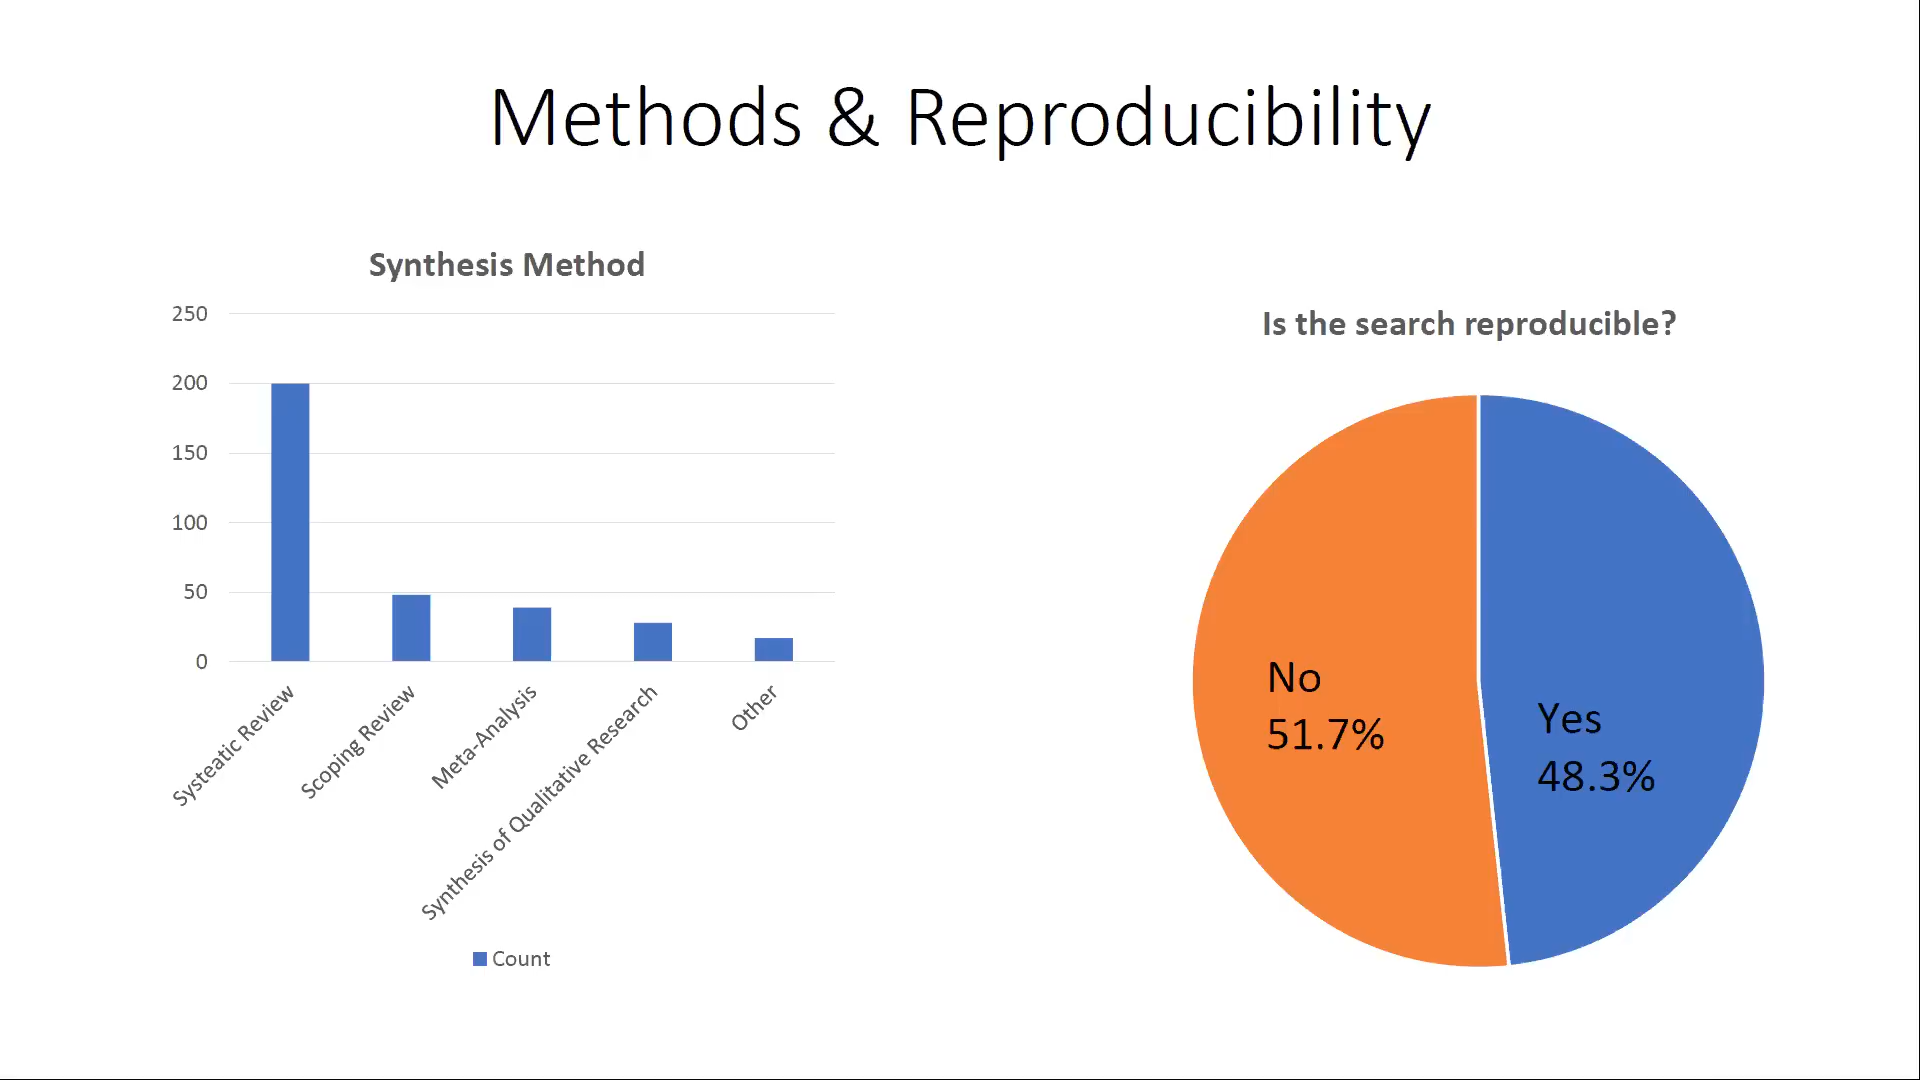 Methods & Reproducibility
Synthesis Method
250
200
150
100
50
0
Systeatic Review
Scoping Review
Meta-Analysis
Synthesis of Qualitative Research
Other
Count
Is the search reproducible?
No
51.7%
Yes
48.3%